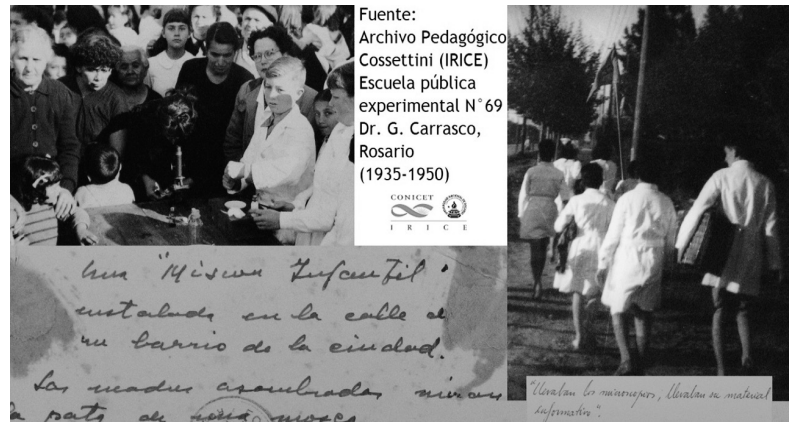 Fuente:
Archivo Pedagógico
Cossettini (IRICE)
Escuela pública
experimental N°69
Dr. G. Carrasco,
Rosario
(1935-1950)
CONICET
I R I C E
Una "Misión Infantil"
instalada en la calle de
un barrio de la ciudad.
Las madres asombradas miran
la pata de una mosca
"Llevaban los microscopios, llevaban su material
informativo".